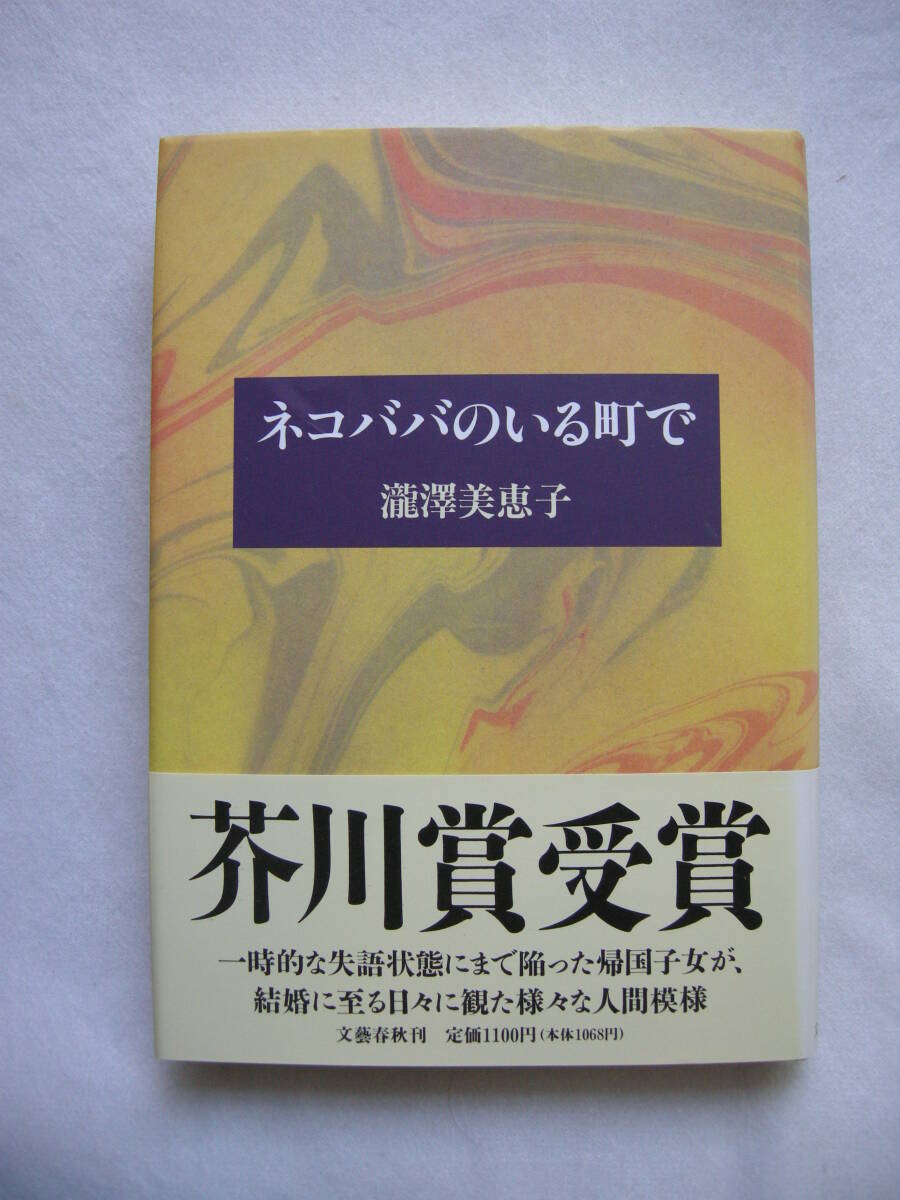 ネコババのいる町で
瀧澤美恵子
芥川賞受賞
一時的な失語状態にまで陥った帰国子女が、
結婚に至る日々に観た様々な人間模様
文藝春秋刊 定価1100円(本体1068円)